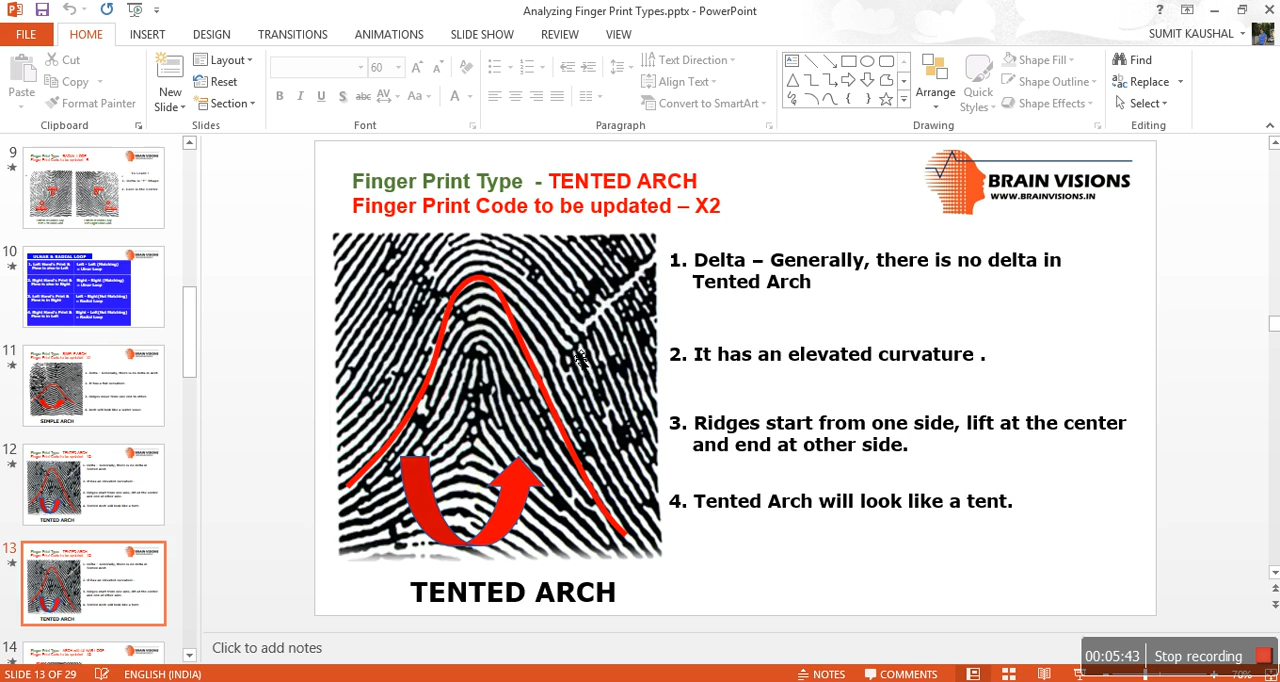 Analyzing Finger Print Types.pptx - PowerPoint
FILE
HOME
INSERT
DESIGN
TRANSITIONS
ANIMATIONS
SLIDE SHOW
REVIEW
VIEW
SUMIT KAUSHAL
Paste
Cut
Copy
Format Painter
Clipboard
New Slide
Layout
Reset
Section
Slides
60
B I U S abc AV Aa A
Font
Text Direction
Align Text
Convert to SmartArt
Paragraph
Arrange
Quick Styles
Shape Fill
Shape Outline
Shape Effects
Drawing
Find
Replace
Select
Editing
9
10
ULNAR & RADIAL LOOP
11
SIMPLE ARCH
12
TENTED ARCH
13
TENTED ARCH
14
Finger Print Type - TENTED ARCH
Finger Print Code to be updated – X2
BRAIN VISIONS
WWW.BRAINVISIONS.IN
1. Delta – Generally, there is no delta in
Tented Arch
2. It has an elevated curvature .
3. Ridges start from one side, lift at the center
and end at other side.
4. Tented Arch will look like a tent.
TENTED ARCH
Click to add notes
00:05:43
Stop recording
SLIDE 13 OF 29
ENGLISH (INDIA)
NOTES
COMMENTS
70%